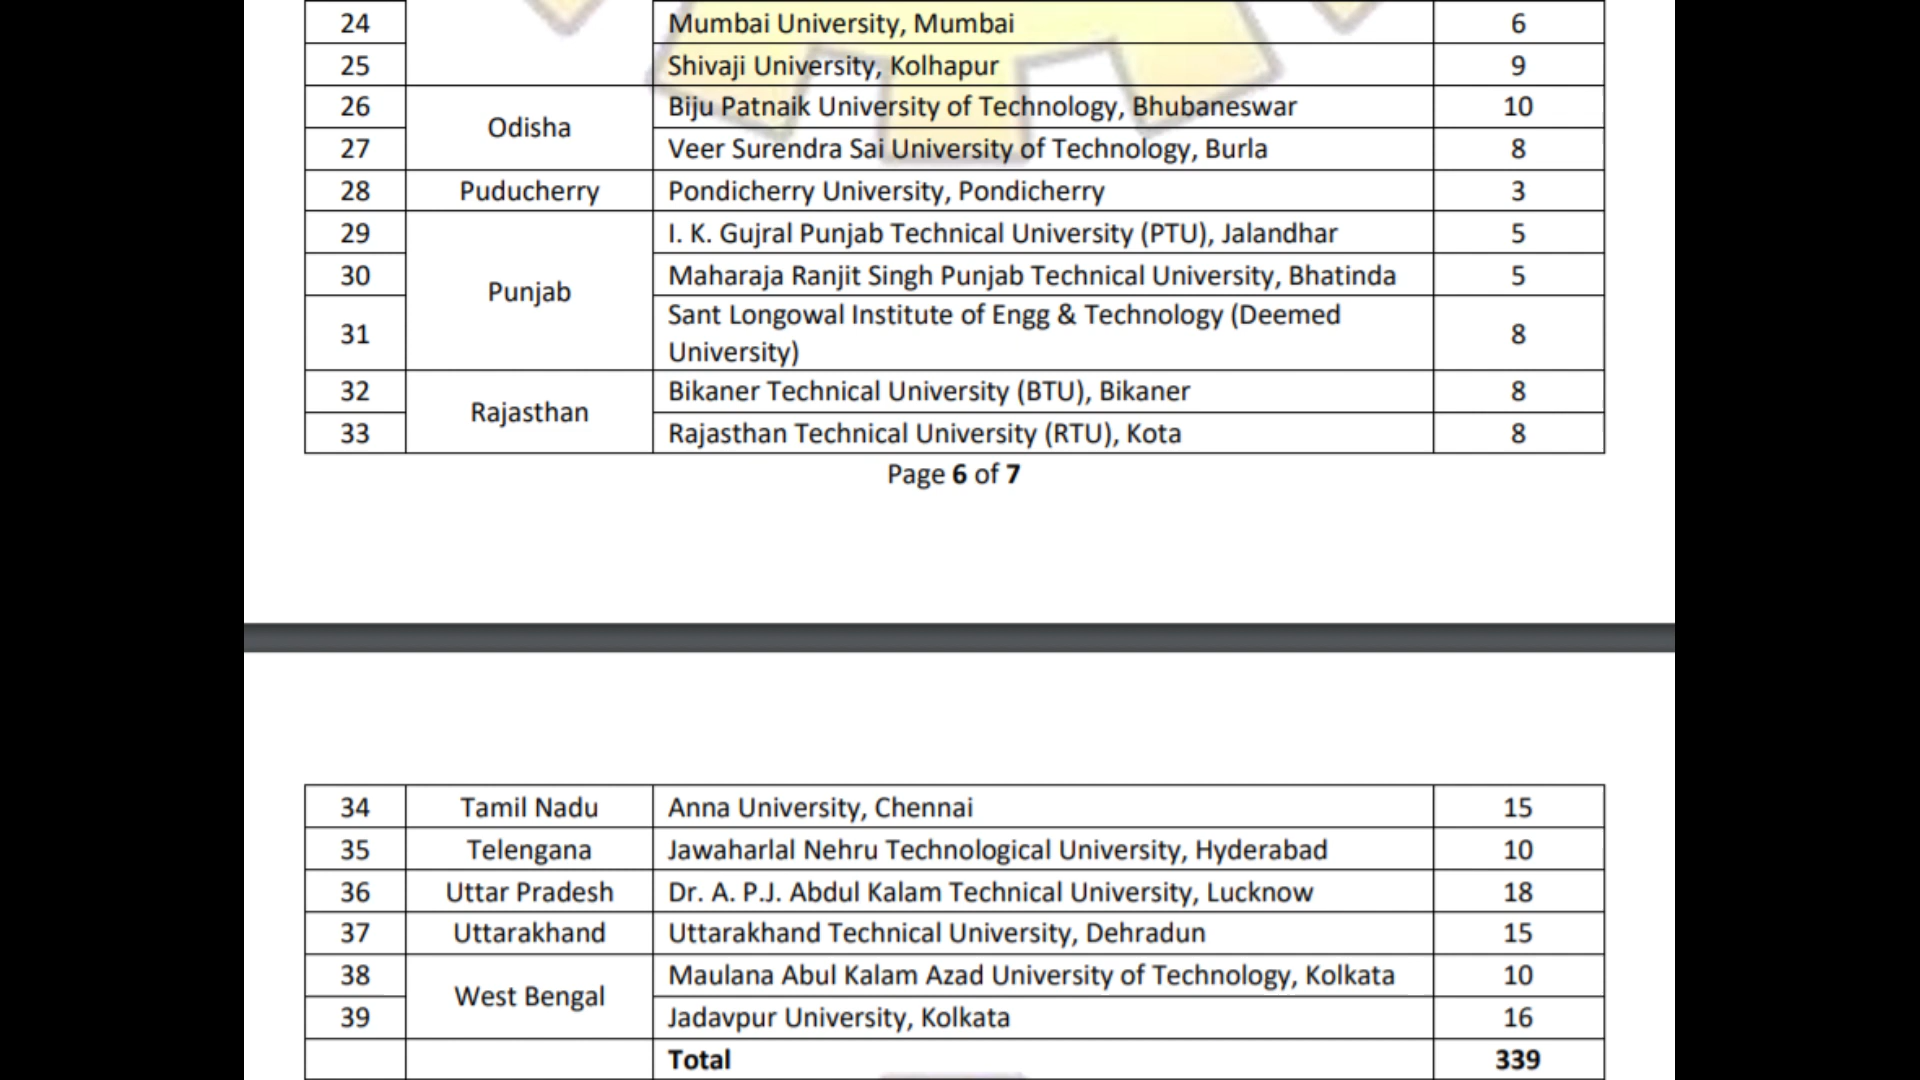 24 Mumbai University, Mumbai 6
25 Shivaji University, Kolhapur 9
26 Odisha Biju Patnaik University of Technology, Bhubaneswar 10
27 Veer Surendra Sai University of Technology, Burla 8
28 Puducherry Pondicherry University, Pondicherry 3
29 Punjab I. K. Gujral Punjab Technical University (PTU), Jalandhar 5
30 Maharaja Ranjit Singh Punjab Technical University, Bhatinda 5
31 Sant Longowal Institute of Engg & Technology (Deemed
University) 8
32 Rajasthan Bikaner Technical University (BTU), Bikaner 8
33 Rajasthan Technical University (RTU), Kota 8
Page 6 of 7
34 Tamil Nadu Anna University, Chennai 15
35 Telengana Jawaharlal Nehru Technological University, Hyderabad 10
36 Uttar Pradesh Dr. A. P.J. Abdul Kalam Technical University, Lucknow 18
37 Uttarakhand Uttarakhand Technical University, Dehradun 15
38 West Bengal Maulana Abul Kalam Azad University of Technology, Kolkata 10
39 Jadavpur University, Kolkata 16
Total 339